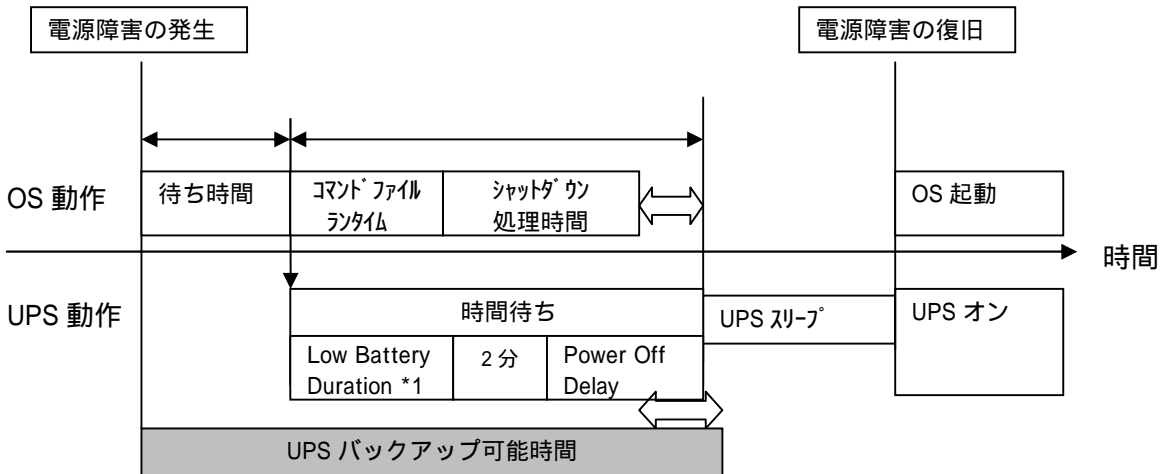 電源障害の発生
電源障害の復旧
OS 動作
待ち時間
ｺﾏﾝﾄﾞﾌｧｲﾙ
ﾗﾝﾀｲﾑ
ｼｬｯﾄﾀﾞｳﾝ
処理時間
OS 起動
時間
UPS 動作
時間待ち
UPS ｽﾘｰﾌﾟ
UPS オン
Low Battery
Duration *1
2 分
Power Off
Delay
UPS バックアップ可能時間